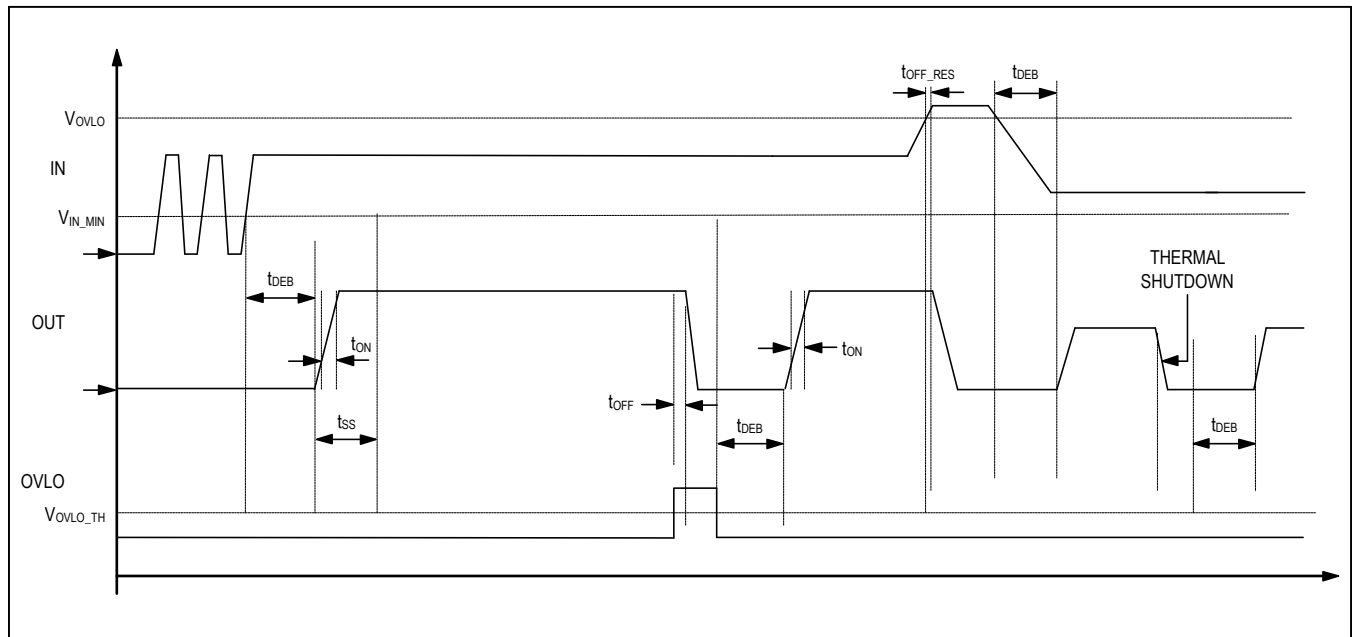 tOFF_RES
tDEB
VOVLO
IN
VIN_MIN
THERMAL
SHUTDOWN
tDEB
OUT
tON
tON
tOFF
tSS
tDEB
tDEB
OVLO
VOVLO_TH